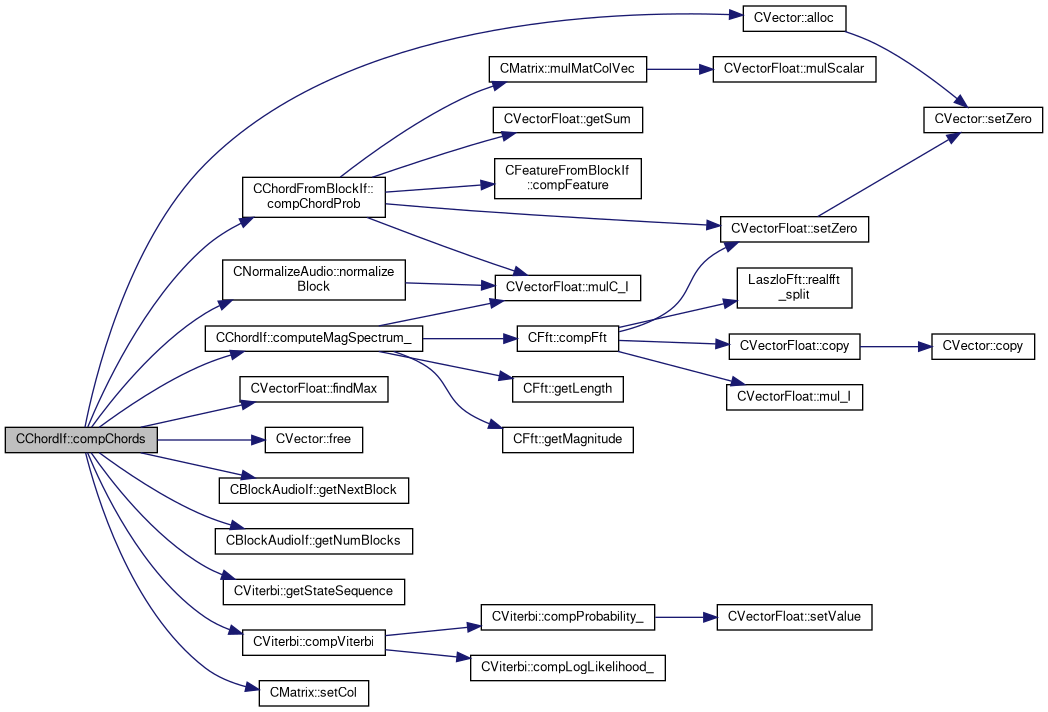 CVector::alloc
CMatrix::mulMatColVec
CVectorFloat::mulScalar
CVectorFloat::getSum
CVector::setZero
CFeatureFromBlockIf
::compFeature
CChordFromBlockIf::
compChordProb
CVectorFloat::setZero
CNormalizeAudio::normalize
Block
CVectorFloat::mulC_I
LaszloFft::realfft
_split
CChordIf::computeMagSpectrum_
CFft::compFft
CVectorFloat::copy
CVector::copy
CVectorFloat::findMax
CFft::getLength
CVectorFloat::mul_I
CChordIf::compChords
CVector::free
CFft::getMagnitude
CBlockAudioIf::getNextBlock
CBlockAudioIf::getNumBlocks
CViterbi::getStateSequence
CViterbi::compViterbi
CViterbi::compProbability_
CVectorFloat::setValue
CViterbi::compLogLikelihood_
CMatrix::setCol